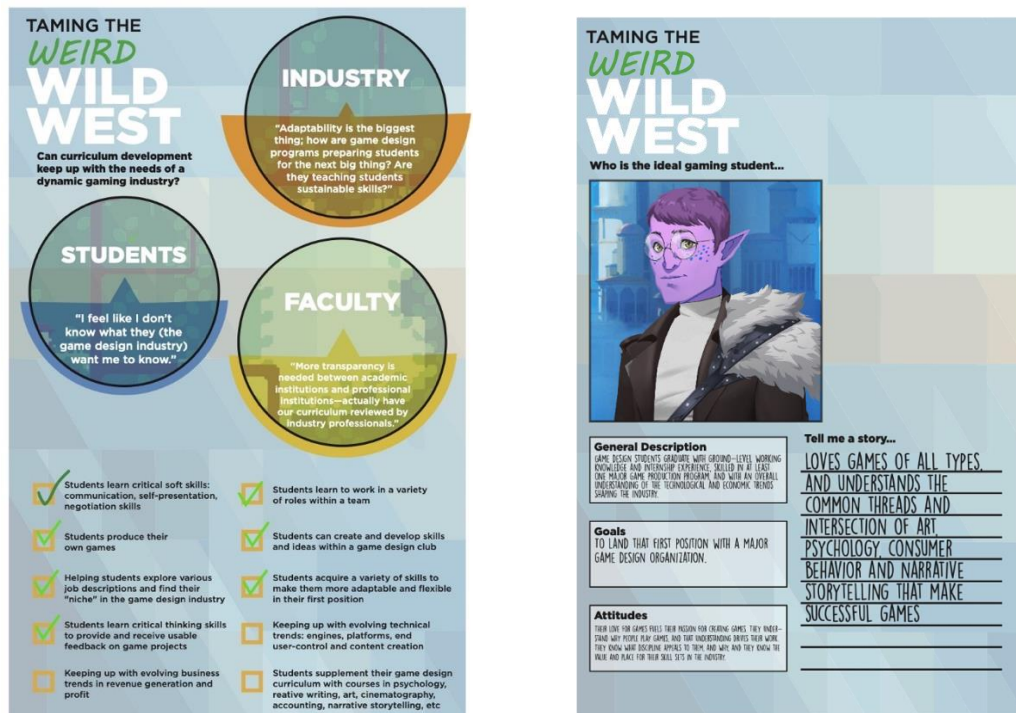 TAMING THE
WEIRD
WILD
WEST
Can curriculum development
keep up with the needs of a
dynamic gaming industry?
INDUSTRY
"Adaptability is the biggest
thing; how are game design
programs preparing students
for the next big thing? Are
they teaching students
sustainable skills?"
STUDENTS
"I feel like I don't
know what they (the
game design industry)
want me to know."
FACULTY
"More transparency is
needed between academic
institutions and professional
institutions—actually have
our curriculum reviewed by
industry professionals."
Students learn critical soft skills:
communication, self-presentation,
negotiation skills
Students produce their
own games
Helping students explore various
job descriptions and find their
"niche" in the game design industry
Students learn critical thinking skills
to provide and receive usable
feedback on game projects
Keeping up with evolving business
trends in revenue generation and
profit
Students learn to work in a variety
of roles within a team
Students can create and develop skills
and ideas within a game design club
Students acquire a variety of skills to
make them more adaptable and flexible
in their first position
Keeping up with evolving technical
trends: engines, platforms, end
user-control and content creation
Students supplement their game design
curriculum with courses in psychology,
reative writing, art, cinematography,
accounting, narrative storytelling, etc
TAMING THE
WEIRD
WILD
WEST
Who is the ideal gaming student...
General Description
GAME DESIGN STUDENTS GRADUATE WITH GROUND-LEVEL WORKING
KNOWLEDGE AND INTERNSHIP EXPERIENCE, SKILLED IN AT LEAST
ONE MAJOR GAME PRODUCTION PROGRAM, AND WITH AN OVERALL
UNDERSTANDING OF THE TECHNOLOGICAL AND ECONOMIC TRENDS
SHAPING THE INDUSTRY.
Goals
TO LAND THAT FIRST POSITION WITH A MAJOR
GAME DESIGN ORGANIZATION.
Attitudes
THEIR LOVE FOR GAMES FUELS THEIR PASSION FOR CREATING GAMES. THEY UNDER-
STAND WHY PEOPLE PLAY GAMES, AND THAT UNDERSTANDING DRIVES THEIR WORK.
THEY KNOW WHAT DISCIPLINE APPEALS TO THEM, AND WHY, AND THEY KNOW THE
VALUE AND PLACE FOR THEIR SKILL SETS IN THE INDUSTRY.
Tell me a story...
LOVES GAMES OF ALL TYPES,
AND UNDERSTANDS THE
COMMON THREADS AND
INTERSECTION OF ART,
PSYCHOLOGY, CONSUMER
BEHAVIOR AND NARRATIVE
STORYTELLING THAT MAKE
SUCCESSFUL GAMES